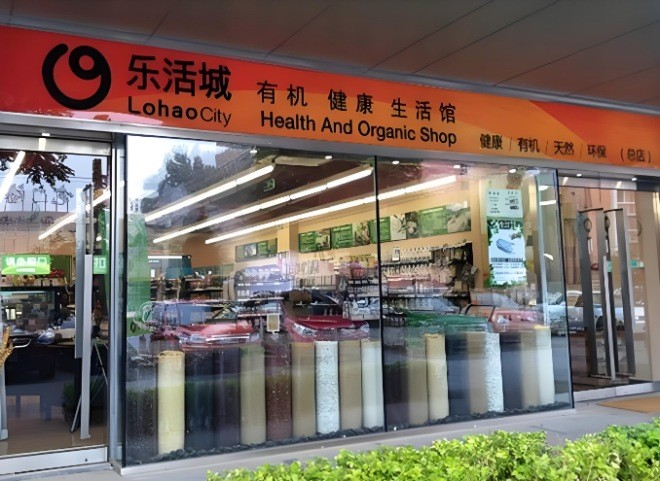 乐活城
LohaoCity
有机 健康 生活馆
Health And Organic Shop
健康 / 有机 / 天然 / 环保 (总店)